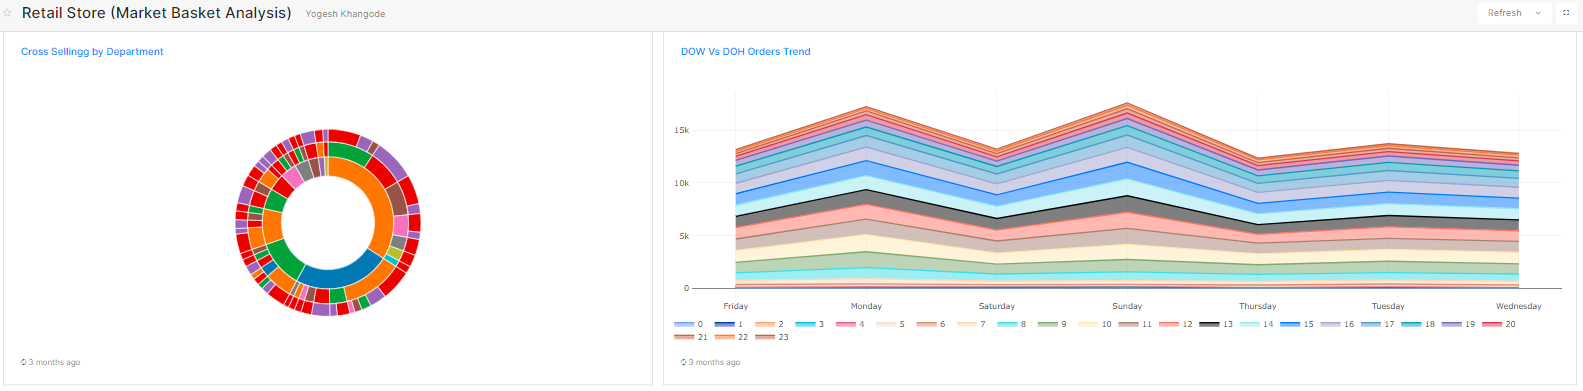 Retail Store (Market Basket Analysis) Yogesh Khangode
Refresh
Cross Sellingg by Department
3 months ago
DOW Vs DOH Orders Trend
15k
10k
5k
0
Friday Monday Saturday Sunday Thursday Tuesday Wednesday
0 1 2 3 4 5 6 7 8 9 10 11 12 13 14 15 16 17 18 19 20
21 22 23
3 months ago